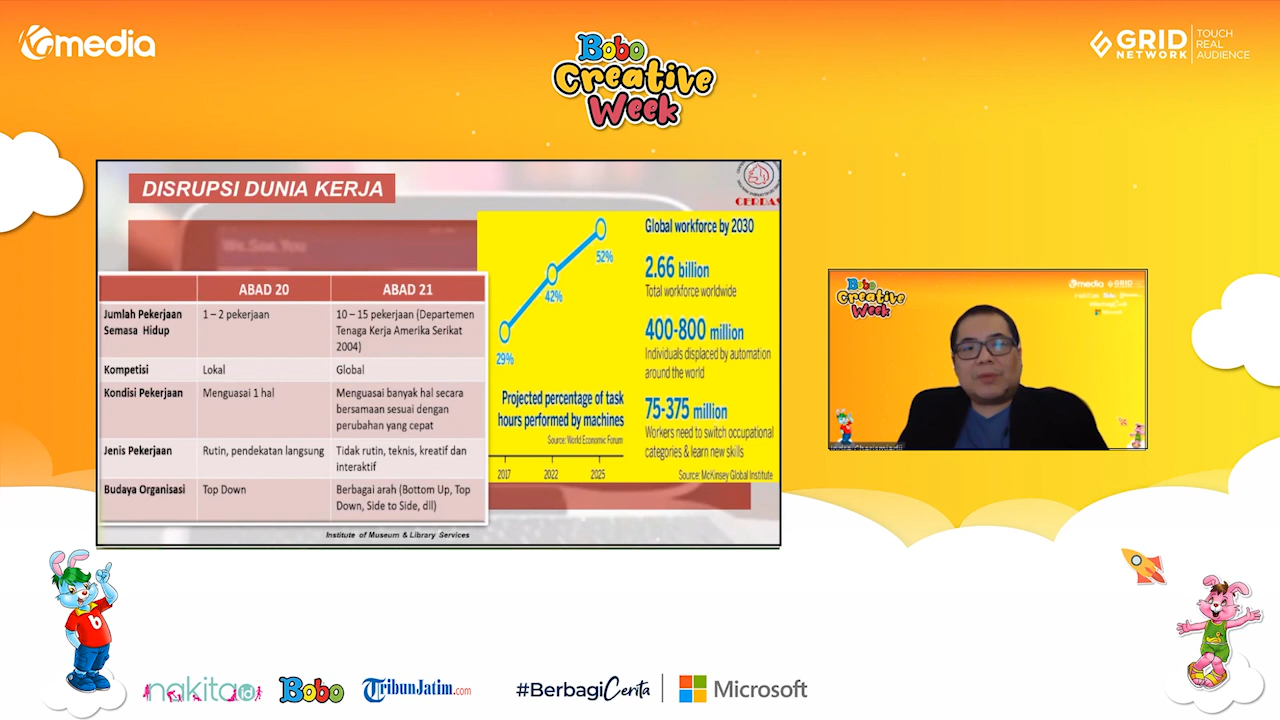 media
Bobo
Creative
Week
GRID
NETWORK
TOUCH
REAL
AUDIENCE
DISRUPSI DUNIA KERJA
CERDAS
We.See.You
ABAD 20
ABAD 21
Jumlah Pekerjaan
Semasa Hidup
1 – 2 pekerjaan
10 – 15 pekerjaan (Departemen
Tenaga Kerja Amerika Serikat
2004)
Kompetisi
Lokal
Global
Kondisi Pekerjaan
Menguasai 1 hal
Menguasai banyak hal secara
bersamaan sesuai dengan
perubahan yang cepat
Jenis Pekerjaan
Rutin, pendekatan langsung
Tidak rutin, teknis, kreatif dan
interaktif
Budaya Organisasi
Top Down
Berbagai arah (Bottom Up, Top
Down, Side to Side, dll)
Institute of Museum & Library Services
52%
42%
29%
Projected percentage of task
hours performed by machines
Source: World Economic Forum
2017
2022
2025
Global workforce by 2030
2.66 billion
Total workforce worldwide
400-800 million
Individuals displaced by automation
around the world
75-375 million
Workers need to switch occupational
categories & learn new skills
Source: McKinsey Global Institute
Bobo
Creative
Week
media
GRID
b
nakita.id
Bobo
TribunJatim.com
#BerbagiCerita
Microsoft